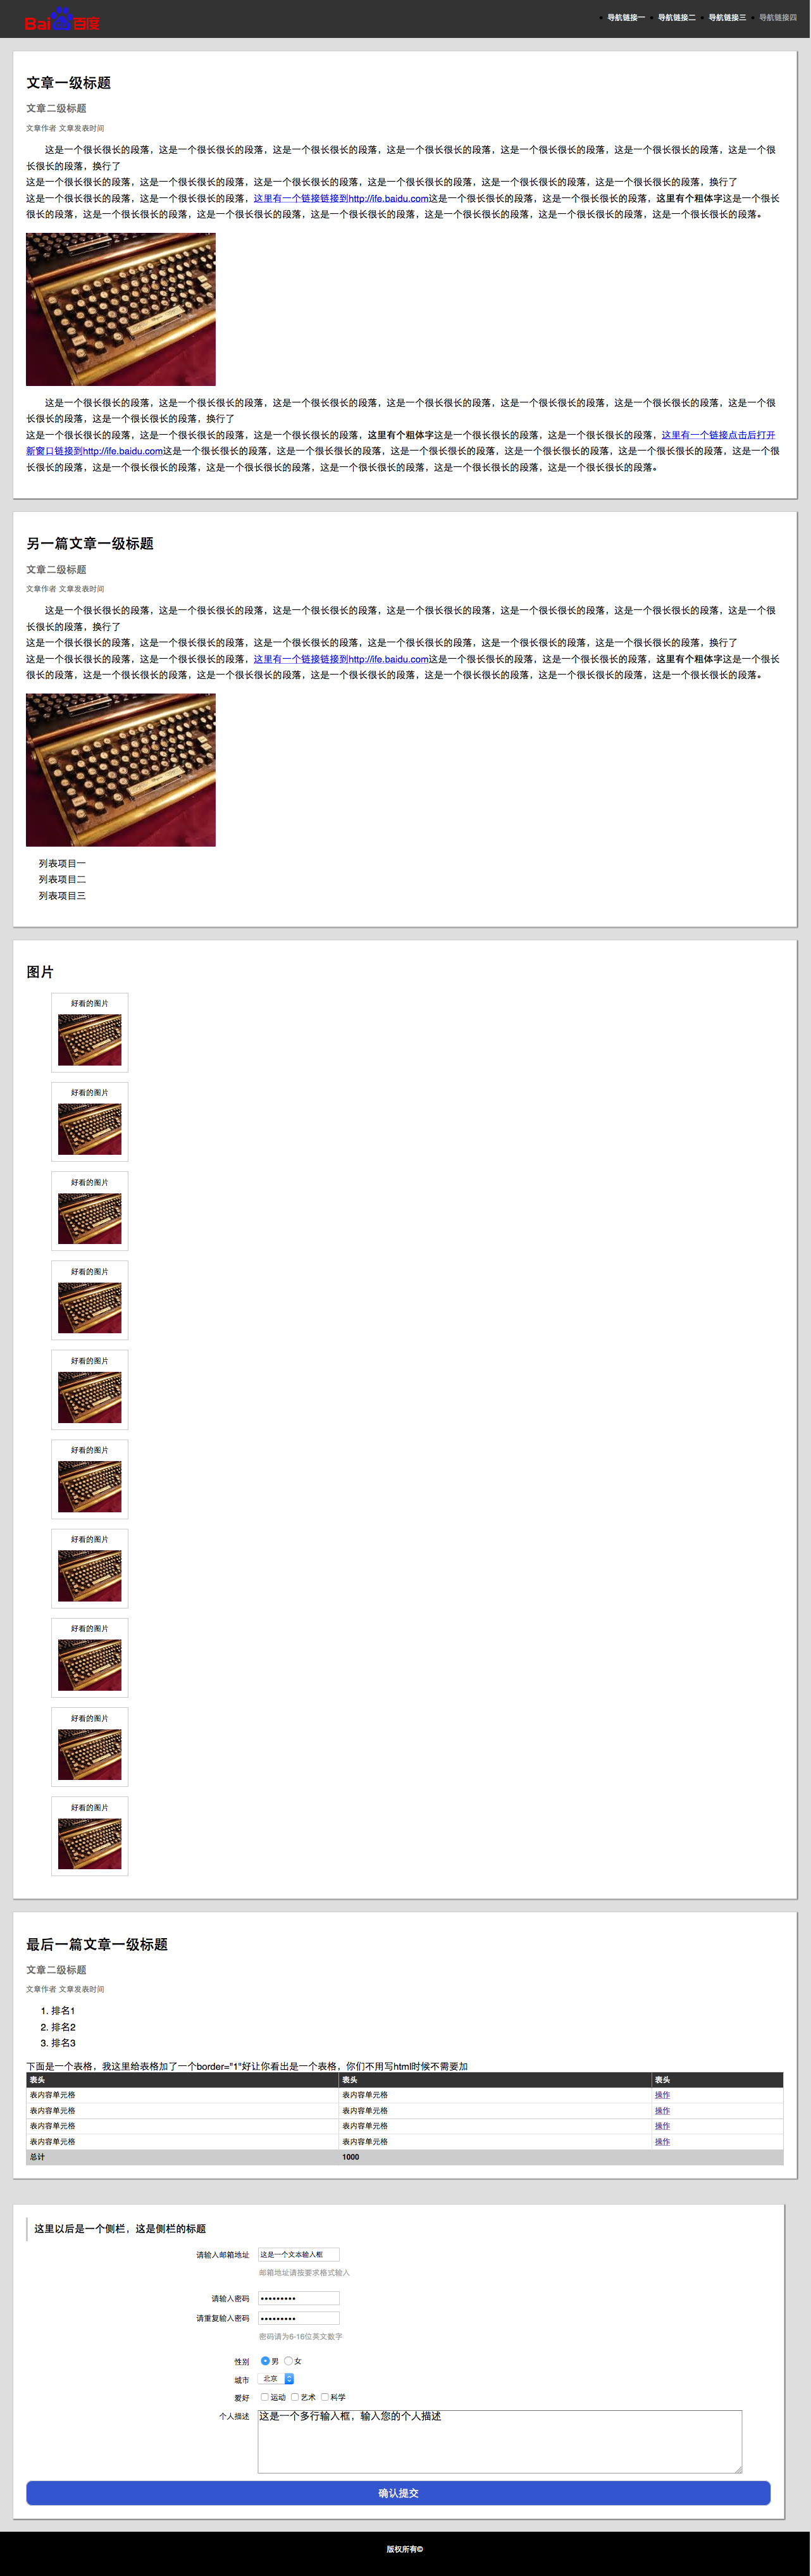 Bai 百度
导航链接一 导航链接二 导航链接三 导航链接四
文章一级标题
文章二级标题
文章作者 文章发表时间
这是一个很长很长的段落，这是一个很长很长的段落，这是一个很长很长的段落，这是一个很长很长的段落，这是一个很长很长的段落，这是一个很长很长的段落，这是一个很
长很长的段落，换行了
这是一个很长很长的段落，这是一个很长很长的段落，这是一个很长很长的段落，这是一个很长很长的段落，这是一个很长很长的段落，这是一个很长很长的段落，换行了
这是一个很长很长的段落，这是一个很长很长的段落，这里有一个链接链接到http://ife.baidu.com这是一个很长很长的段落，这是一个很长很长的段落，这里有个粗体字这是一个很长
很长的段落，这是一个很长很长的段落，这是一个很长很长的段落，这是一个很长很长的段落，这是一个很长很长的段落，这是一个很长很长的段落，这是一个很长很长的段落。
这是一个很长很长的段落，这是一个很长很长的段落，这是一个很长很长的段落，这是一个很长很长的段落，这是一个很长很长的段落，这是一个很长很长的段落，这是一个很
长很长的段落，这是一个很长很长的段落，换行了
这是一个很长很长的段落，这是一个很长很长的段落，这是一个很长很长的段落，这里有个粗体字这是一个很长很长的段落，这是一个很长很长的段落，这里有一个链接点击后打开
新窗口链接到http://ife.baidu.com这是一个很长很长的段落，这是一个很长很长的段落，这是一个很长很长的段落，这是一个很长很长的段落，这是一个很长很长的段落，这是一个很
长很长的段落，这是一个很长很长的段落，这是一个很长很长的段落，这是一个很长很长的段落，这是一个很长很长的段落，这是一个很长很长的段落。
另一篇文章一级标题
文章二级标题
文章作者 文章发表时间
这是一个很长很长的段落，这是一个很长很长的段落，这是一个很长很长的段落，这是一个很长很长的段落，这是一个很长很长的段落，这是一个很长很长的段落，这是一个很
长很长的段落，换行了
这是一个很长很长的段落，这是一个很长很长的段落，这是一个很长很长的段落，这是一个很长很长的段落，这是一个很长很长的段落，这是一个很长很长的段落，换行了
这是一个很长很长的段落，这是一个很长很长的段落，这里有一个链接链接到http://ife.baidu.com这是一个很长很长的段落，这是一个很长很长的段落，这里有个粗体字这是一个很长
很长的段落，这是一个很长很长的段落，这是一个很长很长的段落，这是一个很长很长的段落，这是一个很长很长的段落，这是一个很长很长的段落，这是一个很长很长的段落。
列表项目一
列表项目二
列表项目三
图片
好看的图片
好看的图片
好看的图片
好看的图片
好看的图片
好看的图片
好看的图片
好看的图片
好看的图片
好看的图片
最后一篇文章一级标题
文章二级标题
文章作者 文章发表时间
1. 排名1
2. 排名2
3. 排名3
下面是一个表格，我这里给表格加了一个border="1"好让你看出是一个表格，你们不用写html时候不需要加
表头 表头 表头
表内容单元格 表内容单元格 操作
表内容单元格 表内容单元格 操作
表内容单元格 表内容单元格 操作
表内容单元格 表内容单元格 操作
总计 1000
这里以后是一个侧栏，这是侧栏的标题
请输入邮箱地址 这是一个文本输入框
邮箱地址请按要求格式输入
请输入密码 •••••••••
请重复输入密码 •••••••••
密码请为6-16位英文数字
性别 男 女
城市 北京
爱好 运动 艺术 科学
个人描述 这是一个多行输入框，输入您的个人描述
确认提交
版权所有©